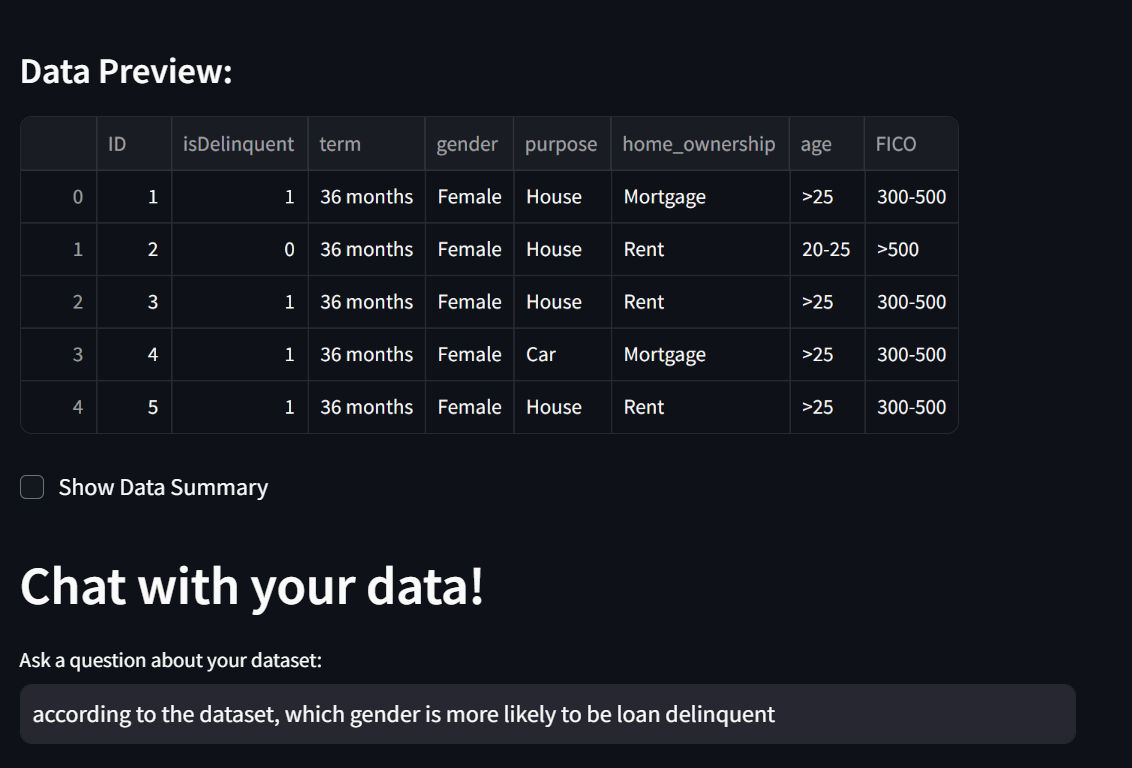 Data Preview:
ID isDelinquent term gender purpose home_ownership age FICO
0 1 1 36 months Female House Mortgage >25 300-500
1 2 0 36 months Female House Rent 20-25 >500
2 3 1 36 months Female House Rent >25 300-500
3 4 1 36 months Female Car Mortgage >25 300-500
4 5 1 36 months Female House Rent >25 300-500
Show Data Summary
Chat with your data!
Ask a question about your dataset:
according to the dataset, which gender is more likely to be loan delinquent